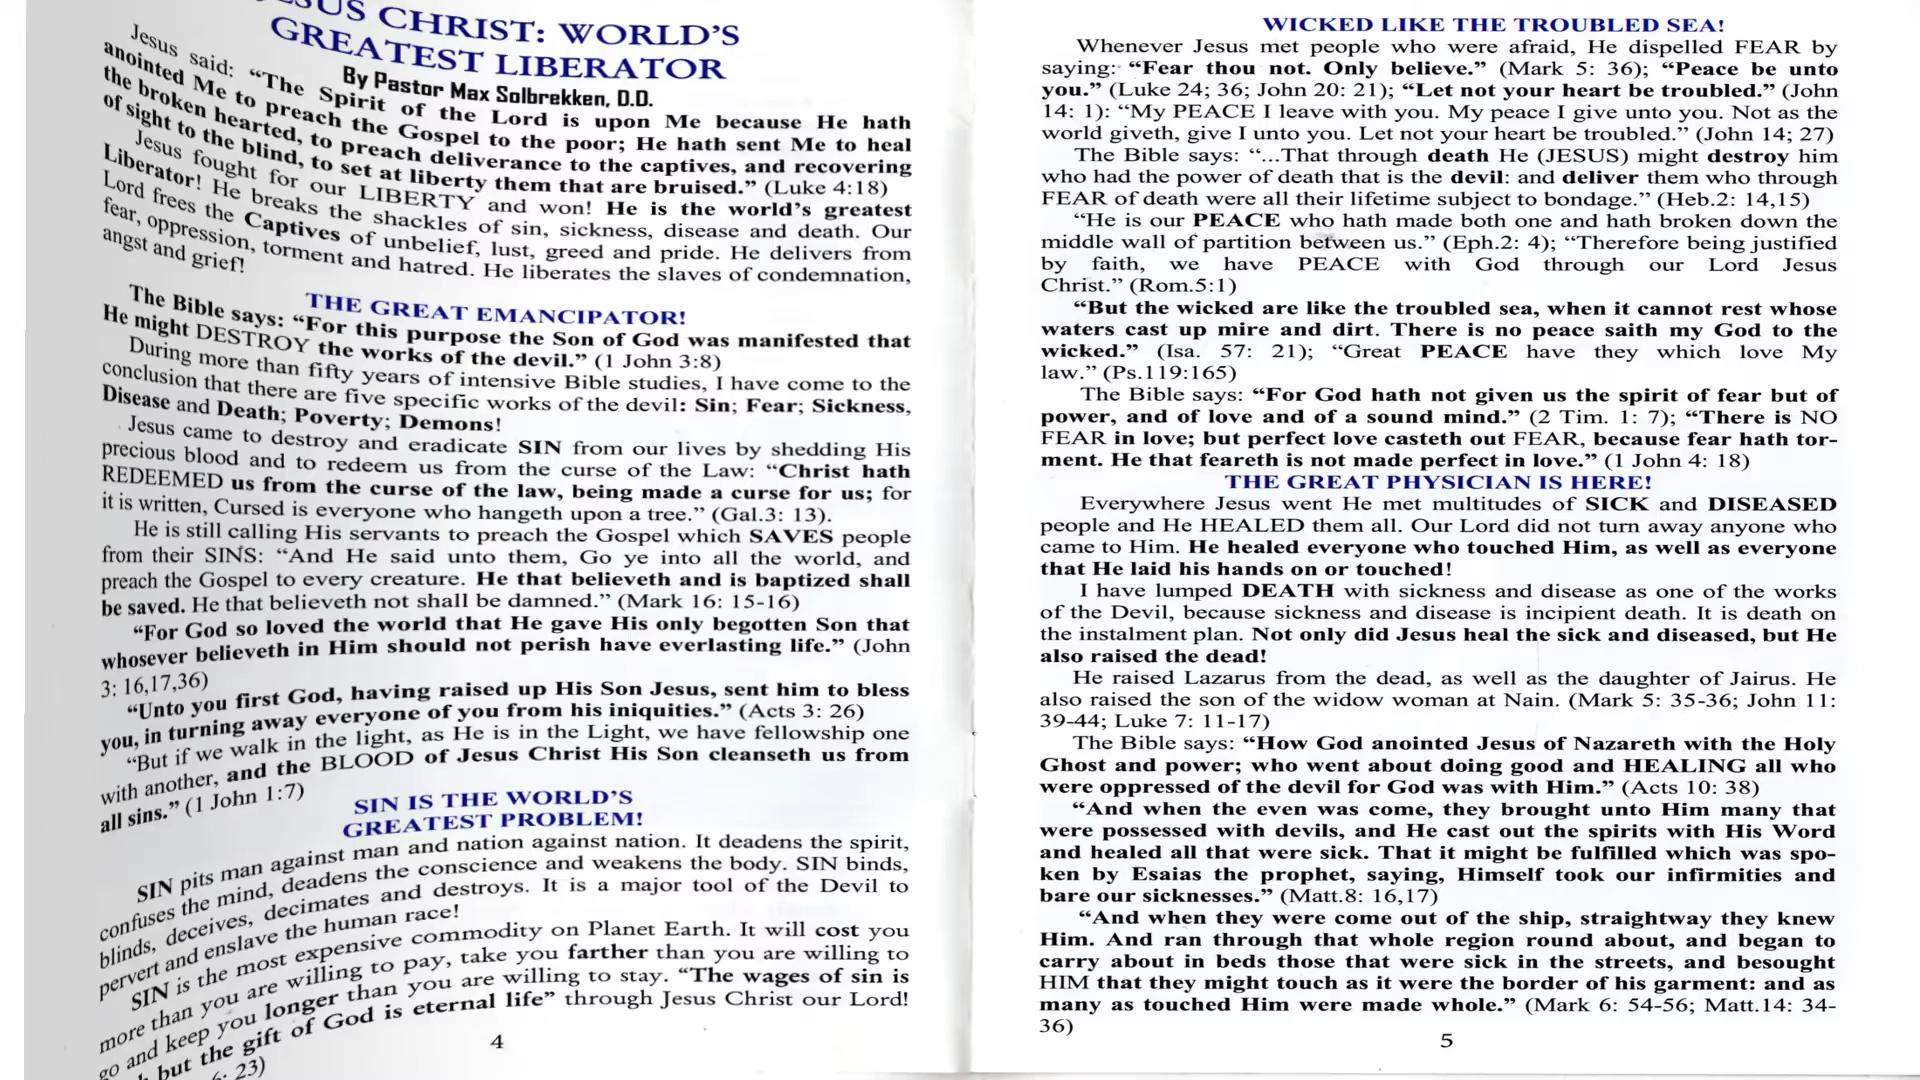 JESUS CHRIST: WORLD'S
GREATEST LIBERATOR
By Pastor Max Solbrekken, D.D.
Jesus said: “The Spirit of the Lord is upon Me because He hath
anointed Me to preach the Gospel to the poor; He hath sent Me to heal
the broken hearted, to preach deliverance to the captives, and recovering
of sight to the blind, to set at liberty them that are bruised.” (Luke 4:18)
Jesus fought for our LIBERTY and won! He is the world's greatest
Liberator! He breaks the shackles of sin, sickness, disease and death. Our
Lord frees the Captives of unbelief, lust, greed and pride. He delivers from
fear, oppression, torment and hatred. He liberates the slaves of condemnation,
angst and grief!
THE GREAT EMANCIPATOR!
The Bible says: “For this purpose the Son of God was manifested that
He might DESTROY the works of the devil.” (1 John 3:8)
During more than fifty years of intensive Bible studies, I have come to the
conclusion that there are five specific works of the devil: Sin; Fear; Sickness,
Disease and Death; Poverty; Demons!
Jesus came to destroy and eradicate SIN from our lives by shedding His
precious blood and to redeem us from the curse of the Law: “Christ hath
REDEEMED us from the curse of the law, being made a curse for us; for
it is written, Cursed is everyone who hangeth upon a tree.” (Gal.3: 13).
He is still calling His servants to preach the Gospel which SAVES people
from their SINS: “And He said unto them, Go ye into all the world, and
preach the Gospel to every creature. He that believeth and is baptized shall
be saved. He that believeth not shall be damned.” (Mark 16: 15-16)
“For God so loved the world that He gave His only begotten Son that
whosever believeth in Him should not perish have everlasting life.” (John
3: 16,17,36)
“Unto you first God, having raised up His Son Jesus, sent him to bless
you, in turning away everyone of you from his iniquities.” (Acts 3: 26)
“But if we walk in the light, as He is in the Light, we have fellowship one
with another, and the BLOOD of Jesus Christ His Son cleanseth us from
all sins.” (1 John 1:7)
SIN IS THE WORLD'S
GREATEST PROBLEM!
SIN pits man against man and nation against nation. It deadens the spirit,
confuses the mind, deadens the conscience and weakens the body. SIN binds,
blinds, deceives, decimates and destroys. It is a major tool of the Devil to
pervert and enslave the human race!
SIN is the most expensive commodity on Planet Earth. It will cost you
more than you are willing to pay, take you farther than you are willing to
go and keep you longer than you are willing to stay. “The wages of sin is
but the gift of God is eternal life” through Jesus Christ our Lord!
23)
4
WICKED LIKE THE TROUBLED SEA!
Whenever Jesus met people who were afraid, He dispelled FEAR by
saying: “Fear thou not. Only believe.” (Mark 5: 36); “Peace be unto
you.” (Luke 24; 36; John 20: 21); “Let not your heart be troubled.” (John
14: 1): “My PEACE I leave with you. My peace I give unto you. Not as the
world giveth, give I unto you. Let not your heart be troubled.” (John 14; 27)
The Bible says: “...That through death He (JESUS) might destroy him
who had the power of death that is the devil: and deliver them who through
FEAR of death were all their lifetime subject to bondage.” (Heb.2: 14,15)
“He is our PEACE who hath made both one and hath broken down the
middle wall of partition between us.” (Eph.2: 4); “Therefore being justified
by faith, we have PEACE with God through our Lord Jesus
Christ.” (Rom.5:1)
“But the wicked are like the troubled sea, when it cannot rest whose
waters cast up mire and dirt. There is no peace saith my God to the
wicked.” (Isa. 57: 21); “Great PEACE have they which love My
law.” (Ps.119:165)
The Bible says: “For God hath not given us the spirit of fear but of
power, and of love and of a sound mind.” (2 Tim. 1: 7); “There is NO
FEAR in love; but perfect love casteth out FEAR, because fear hath tor-
ment. He that feareth is not made perfect in love.” (1 John 4: 18)
THE GREAT PHYSICIAN IS HERE!
Everywhere Jesus went He met multitudes of SICK and DISEASED
people and He HEALED them all. Our Lord did not turn away anyone who
came to Him. He healed everyone who touched Him, as well as everyone
that He laid his hands on or touched!
I have lumped DEATH with sickness and disease as one of the works
of the Devil, because sickness and disease is incipient death. It is death on
the instalment plan. Not only did Jesus heal the sick and diseased, but He
also raised the dead!
He raised Lazarus from the dead, as well as the daughter of Jairus. He
also raised the son of the widow woman at Nain. (Mark 5: 35-36; John 11:
39-44; Luke 7: 11-17)
The Bible says: “How God anointed Jesus of Nazareth with the Holy
Ghost and power; who went about doing good and HEALING all who
were oppressed of the devil for God was with Him.” (Acts 10: 38)
“And when the even was come, they brought unto Him many that
were possessed with devils, and He cast out the spirits with His Word
and healed all that were sick. That it might be fulfilled which was spo-
ken by Esaias the prophet, saying, Himself took our infirmities and
bare our sicknesses.” (Matt.8: 16,17)
“And when they were come out of the ship, straightway they knew
Him. And ran through that whole region round about, and began to
carry about in beds those that were sick in the streets, and besought
HIM that they might touch as it were the border of his garment: and as
many as touched Him were made whole.” (Mark 6: 54-56; Matt.14: 34-
36)
5